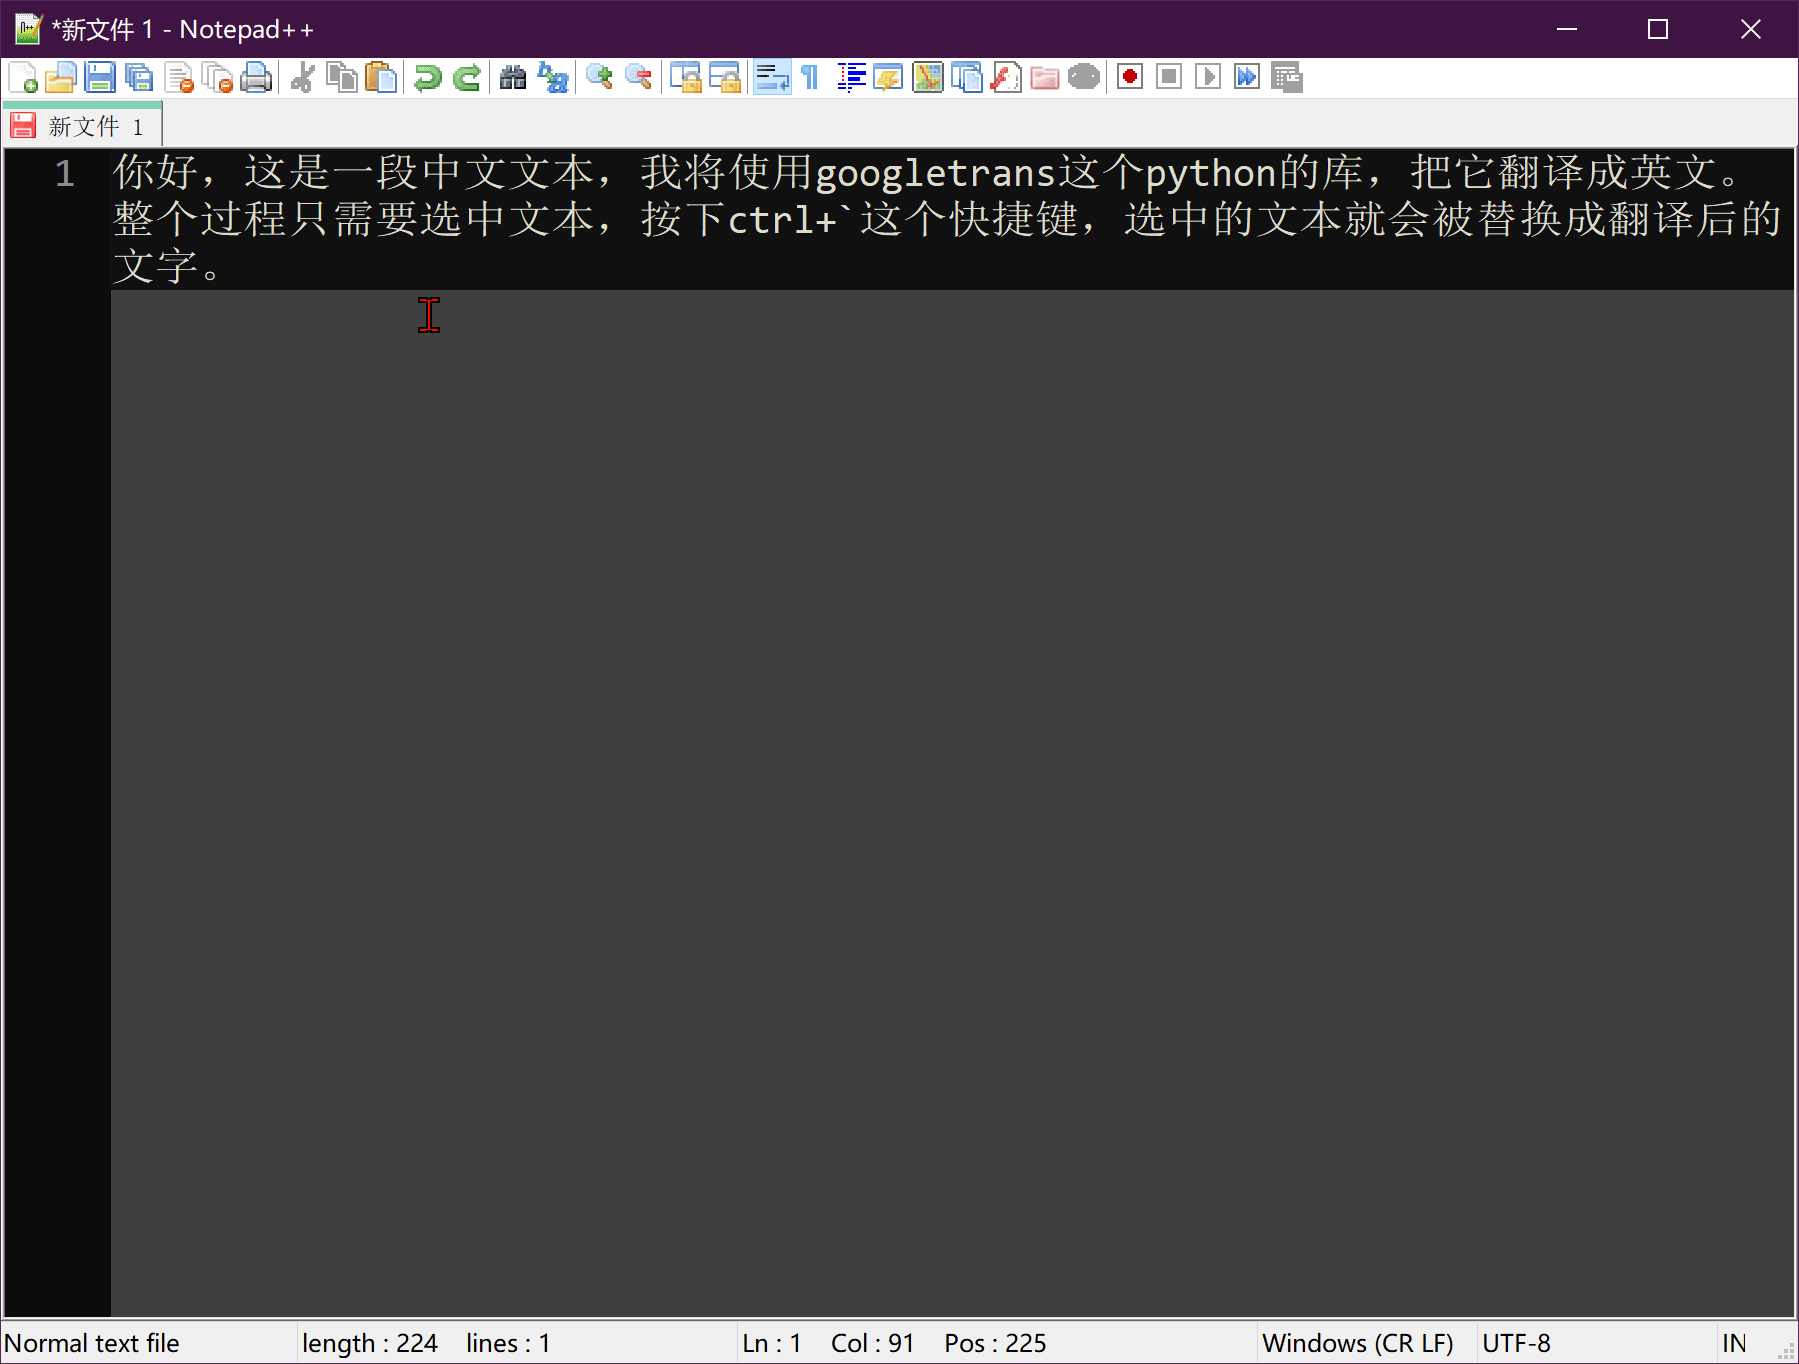 *新文件 1 - Notepad++
新文件 1
1
你好，这是一段中文文本，我将使用googletrans这个python的库，把它翻译成英文。
整个过程只需要选中文本，按下ctrl+`这个快捷键，选中的文本就会被替换成翻译后的
文字。
Normal text file length : 224 lines : 1 Ln : 1 Col : 91 Pos : 225 Windows (CR LF) UTF-8 IN